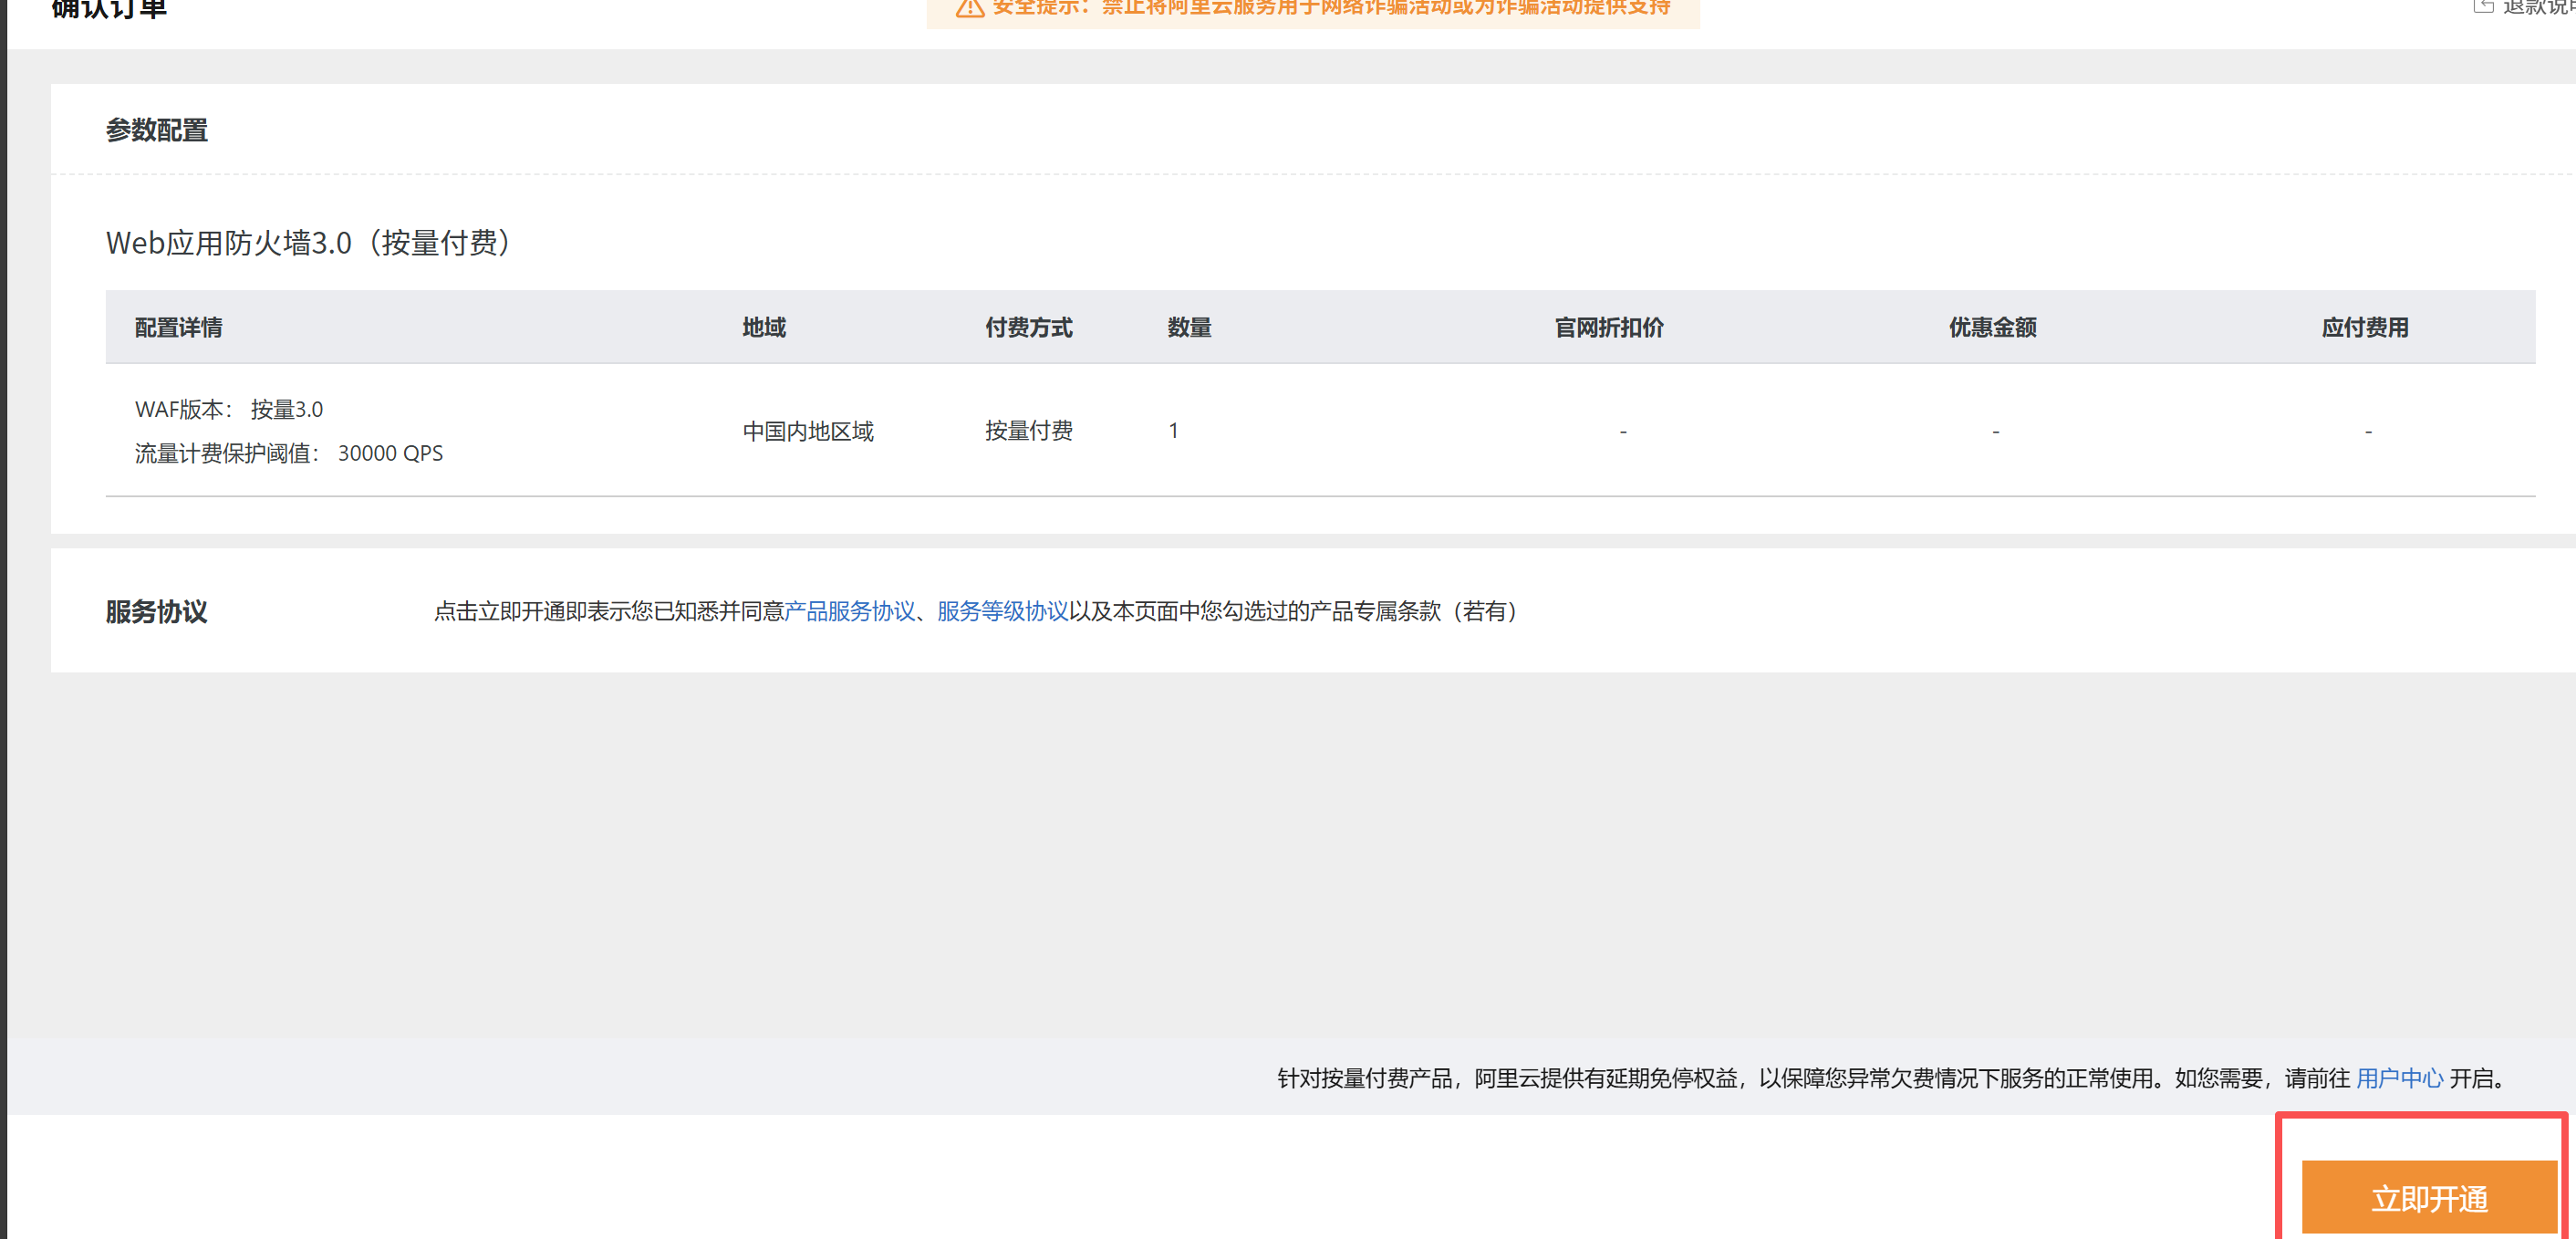 确认订单
安全提示：禁止将阿里云服务用于网络诈骗活动或为诈骗活动提供支持
退款说明
参数配置
Web应用防火墙3.0（按量付费）
配置详情 地域 付费方式 数量 官网折扣价 优惠金额 应付费用
WAF版本： 按量3.0
流量计费保护阈值： 30000 QPS
中国内地区域 按量付费 1 - - -
服务协议 点击立即开通即表示您已知悉并同意产品服务协议、服务等级协议以及本页面中您勾选过的产品专属条款（若有）
针对按量付费产品，阿里云提供有延期免停权益，以保障您异常欠费情况下服务的正常使用。如您需要，请前往 用户中心 开启。
立即开通